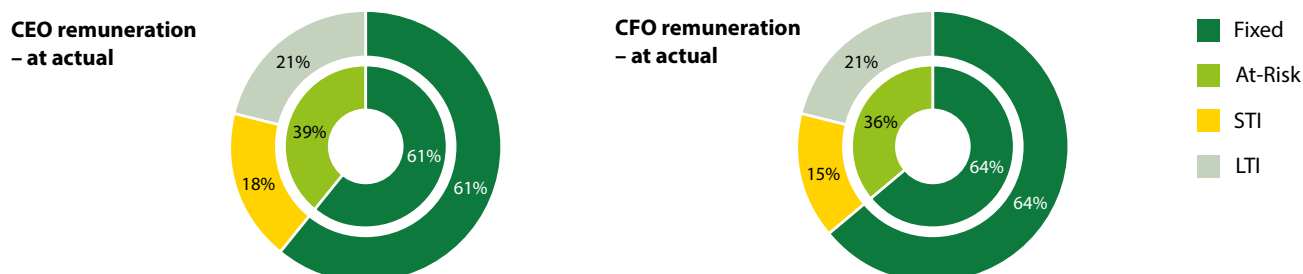 CEO remuneration
– at actual
21%
39%
61%
18%
61%
CFO remuneration
– at actual
21%
36%
64%
15%
64%
Fixed
At-Risk
STI
LTI